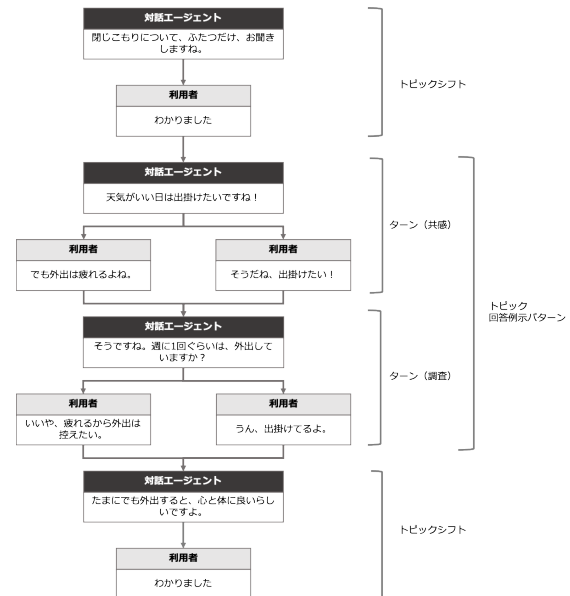 対話エージェント
閉じこもりについて、ふたつだけ、お聞き
しますね。
利用者
わかりました
トピックシフト
対話エージェント
天気がいい日は出掛けたいですね！
利用者
でも外出は疲れるよね。
利用者
そうだね、出掛けたい！
ターン（共感）
対話エージェント
そうですね。週に1回ぐらいは、外出して
いますか？
利用者
いいや、疲れるから外出は
控えたい。
利用者
うん、出掛けてるよ。
ターン（調査）
トピック
回答例示パターン
対話エージェント
たまにでも外出すると、心と体に良いらし
いですよ。
利用者
わかりました
トピックシフト